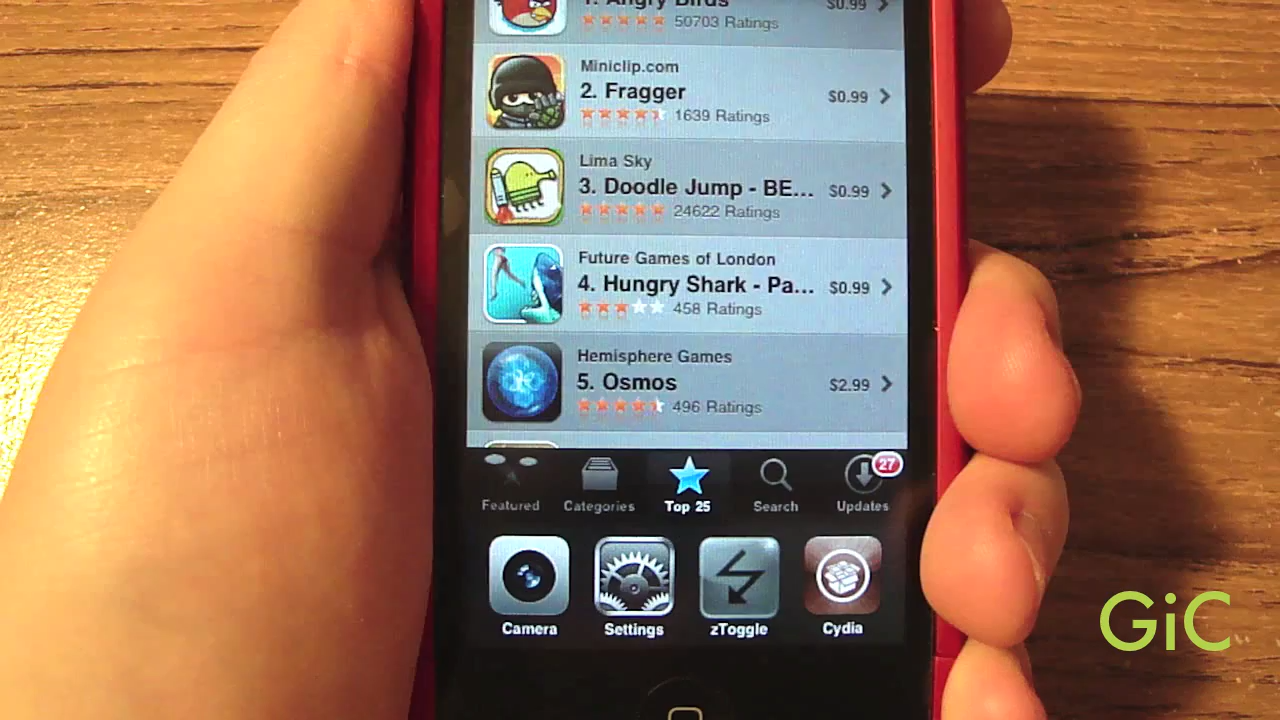 1. Angry Birds
$0.99
50703 Ratings
Miniclip.com
2. Fragger
$0.99
1639 Ratings
Lima Sky
3. Doodle Jump - BE...
$0.99
24622 Ratings
Future Games of London
4. Hungry Shark - Pa...
$0.99
458 Ratings
Hemisphere Games
5. Osmos
$2.99
496 Ratings
27
Featured Categories Top 25 Search Updates
Camera Settings zToggle Cydia
GiC